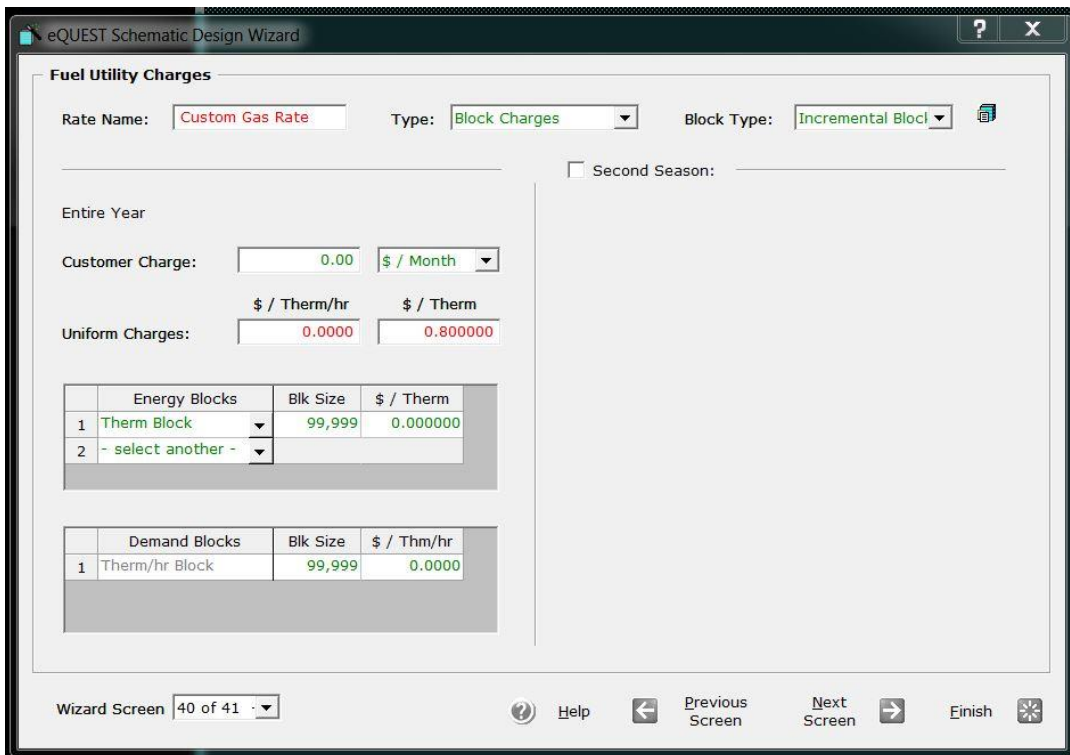 eQUEST Schematic Design Wizard
? X
Fuel Utility Charges
Rate Name: Custom Gas Rate Type: Block Charges Block Type: Incremental Block
Second Season:
Entire Year
Customer Charge: 0.00 $ / Month
$ / Therm/hr $ / Therm
Uniform Charges: 0.0000 0.800000
Energy Blocks Blk Size $ / Therm
1 Therm Block 99,999 0.000000
2 - select another -
Demand Blocks Blk Size $ / Thm/hr
1 Therm/hr Block 99,999 0.0000
Wizard Screen 40 of 41 - ? Help Previous Screen Next Screen Finish